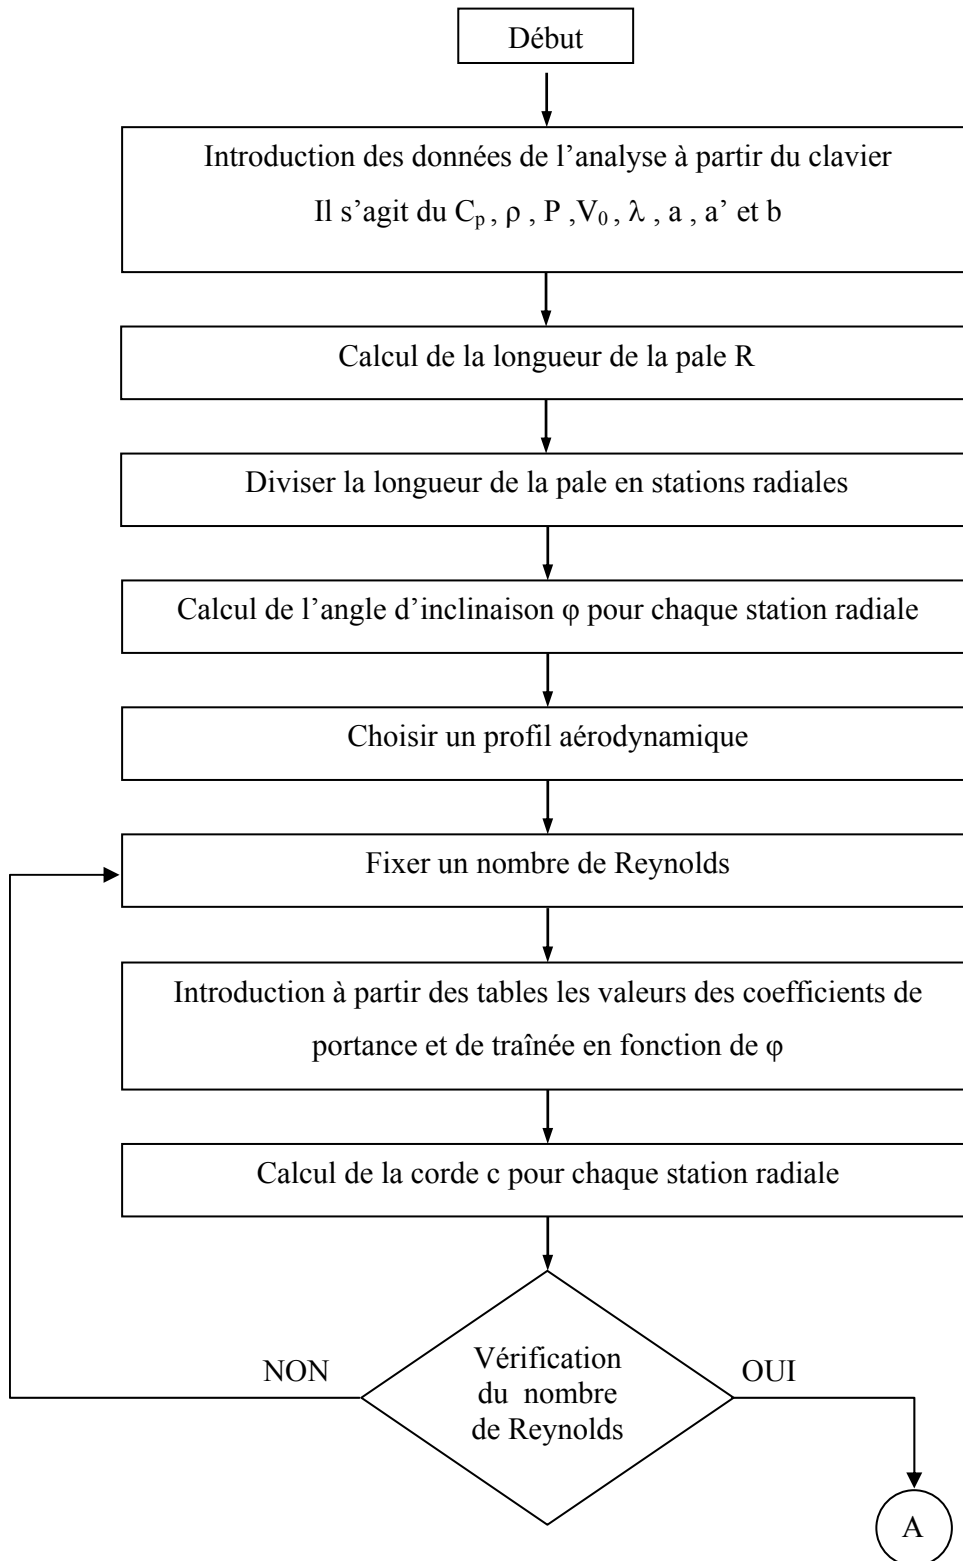 Début
Introduction des données de l’analyse à partir du clavier
Il s’agit du Cₚ , ρ , P ,V₀ , λ , a , a’ et b
Calcul de la longueur de la pale R
Diviser la longueur de la pale en stations radiales
Calcul de l’angle d’inclinaison φ pour chaque station radiale
Choisir un profil aérodynamique
Fixer un nombre de Reynolds
Introduction à partir des tables les valeurs des coefficients de
portance et de traînée en fonction de φ
Calcul de la corde c pour chaque station radiale
NON
Vérification
du nombre
de Reynolds
OUI
A